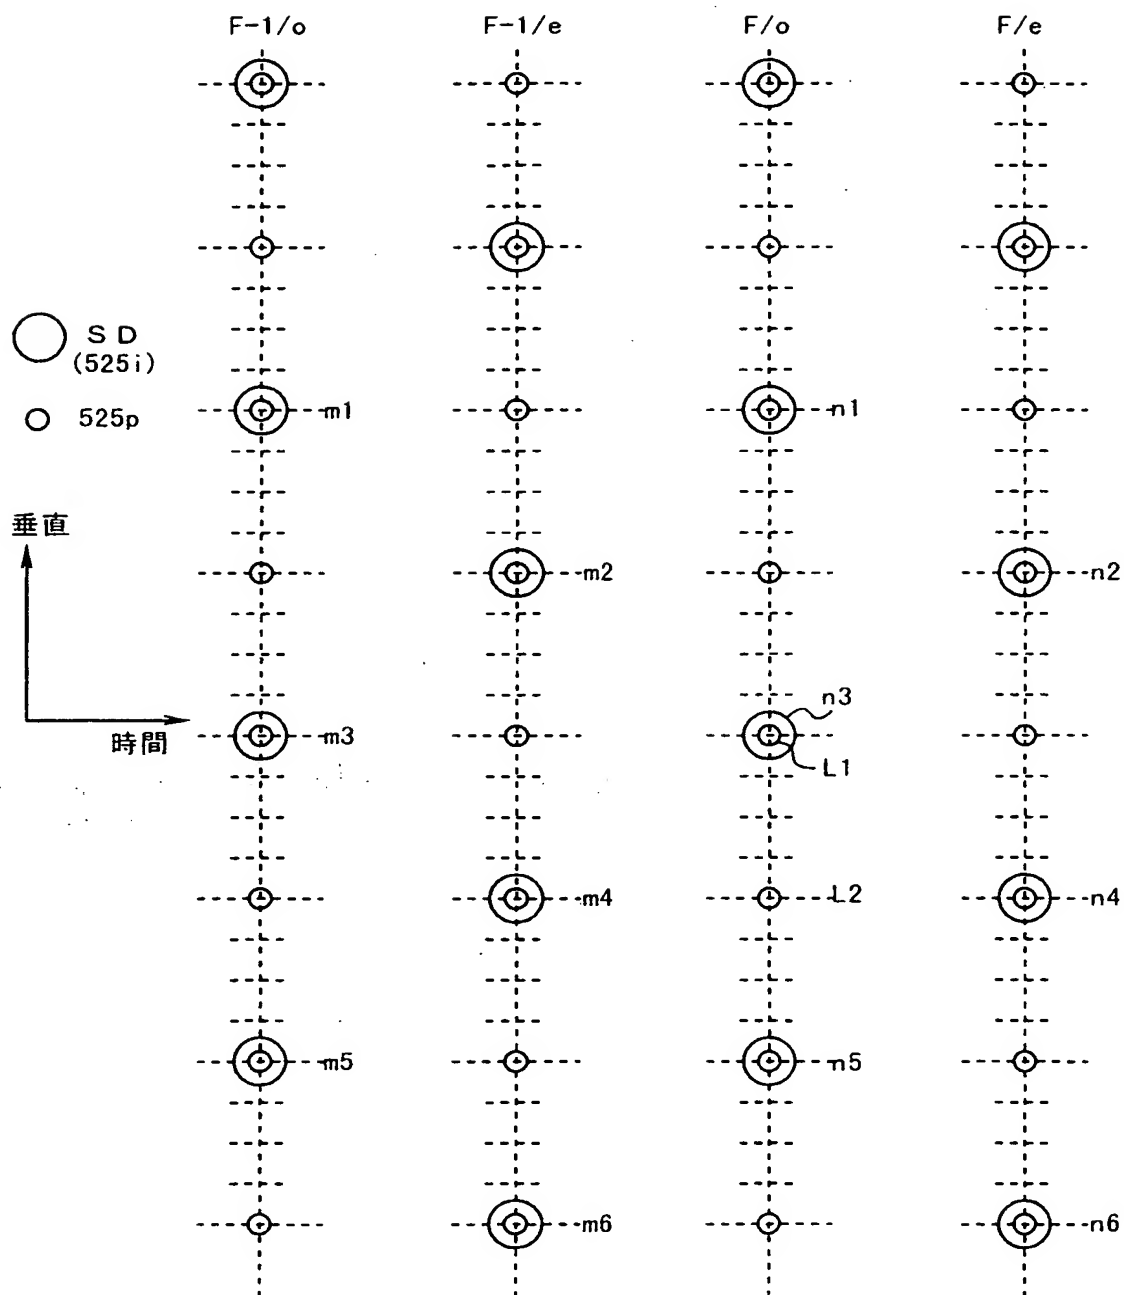 F-1/o F-1/e F/o F/e
SD
(525i)
525p
m1 n1
垂直
m2 n2
n3
m3
時間
L1
m4 L2 n4
m5 n5
m6 n6